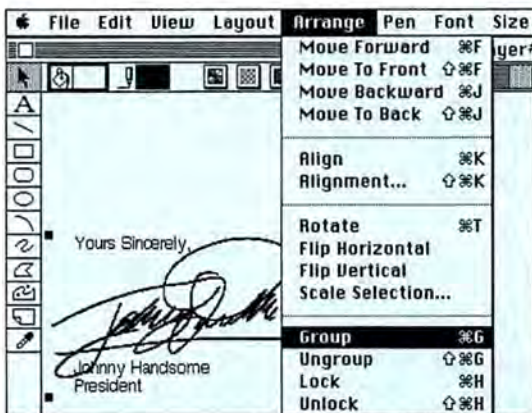 File Edit View Layout Arrange Pen Font Size
Move Forward ⌘F
Move To Front ⇧⌘F
Move Backward ⌘J
Move To Back ⇧⌘J
Align ⌘K
Alignment... ⇧⌘K
Rotate ⌘T
Flip Horizontal
Flip Vertical
Scale Selection...
Group ⌘G
Ungroup ⇧⌘G
Lock ⌘H
Unlock ⇧⌘H
A
Yours Sincerely,
Johnny Handsome
President